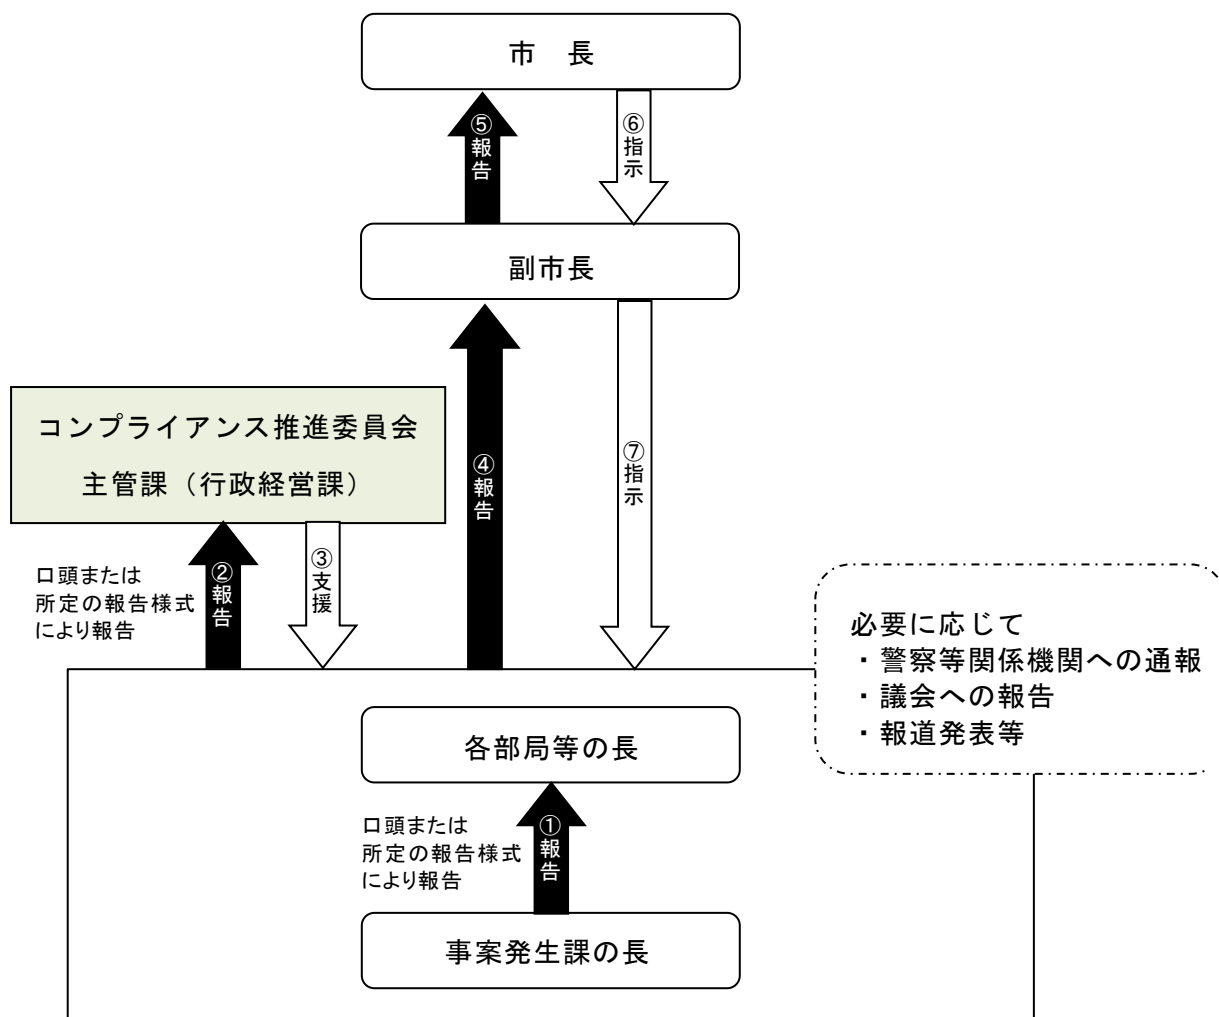 市　長
⑤報告
⑥指示
副市長
コンプライアンス推進委員会
主管課（行政経営課）
④報告
⑦指示
口頭または
所定の報告様式
により報告
②報告
③支援
必要に応じて
・警察等関係機関への通報
・議会への報告
・報道発表等
各部局等の長
口頭または
所定の報告様式
により報告
①報告
事案発生課の長